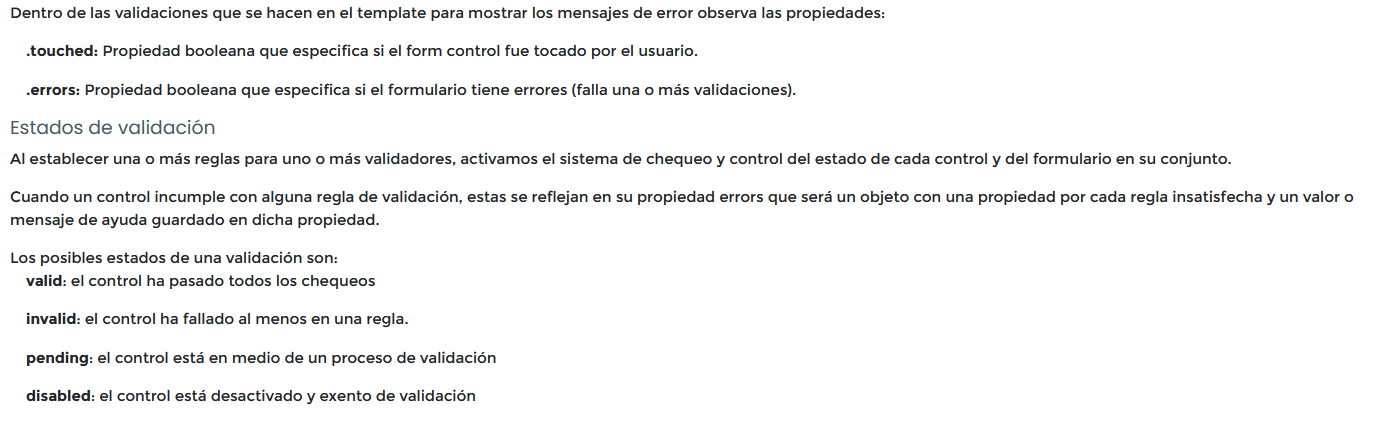 Dentro de las validaciones que se hacen en el template para mostrar los mensajes de error observa las propiedades:
.touched: Propiedad booleana que especifica si el form control fue tocado por el usuario.
.errors: Propiedad booleana que especifica si el formulario tiene errores (falla una o más validaciones).
Estados de validación
Al establecer una o más reglas para uno o más validadores, activamos el sistema de chequeo y control del estado de cada control y del formulario en su conjunto.
Cuando un control incumple con alguna regla de validación, estas se reflejan en su propiedad errors que será un objeto con una propiedad por cada regla insatisfecha y un valor o
mensaje de ayuda guardado en dicha propiedad.
Los posibles estados de una validación son:
valid: el control ha pasado todos los chequeos
invalid: el control ha fallado al menos en una regla.
pending: el control está en medio de un proceso de validación
disabled: el control está desactivado y exento de validación